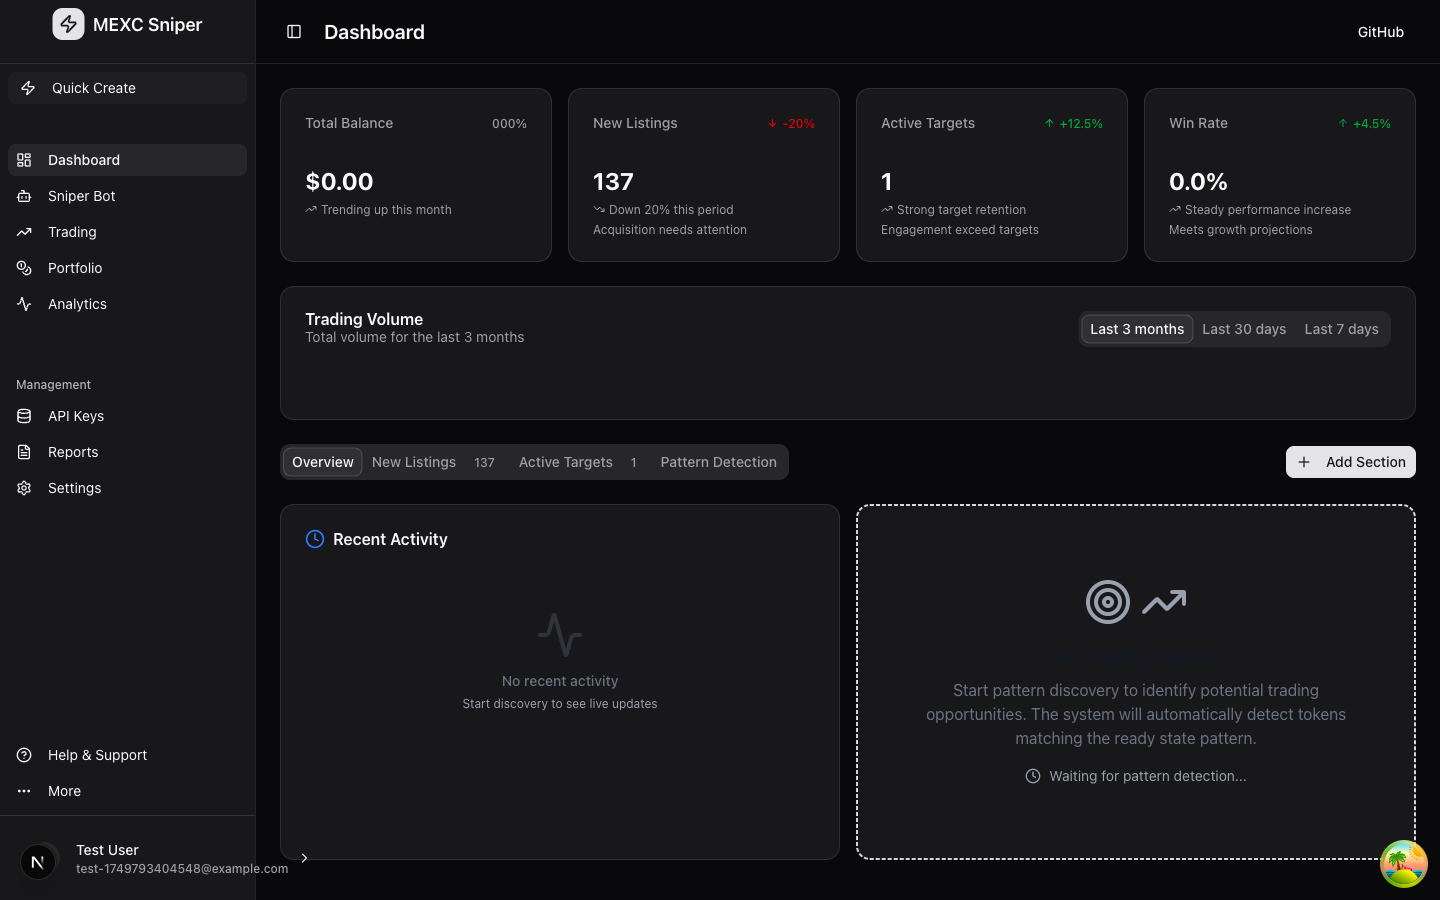 MEXC Sniper
Quick Create
Dashboard
Sniper Bot
Trading
Portfolio
Analytics
Management
API Keys
Reports
Settings
Help & Support
More
N
Test User
test-1749793404548@example.com
Dashboard
GitHub
Total Balance
000%
$0.00
Trending up this month
New Listings
-20%
137
Down 20% this period
Acquisition needs attention
Active Targets
+12.5%
1
Strong target retention
Engagement exceed targets
Win Rate
+4.5%
0.0%
Steady performance increase
Meets growth projections
Trading Volume
Total volume for the last 3 months
Last 3 months Last 30 days Last 7 days
Overview New Listings 137 Active Targets 1 Pattern Detection
Add Section
Recent Activity
No recent activity
Start discovery to see live updates
Start pattern discovery to identify potential trading
opportunities. The system will automatically detect tokens
matching the ready state pattern.
Waiting for pattern detection...